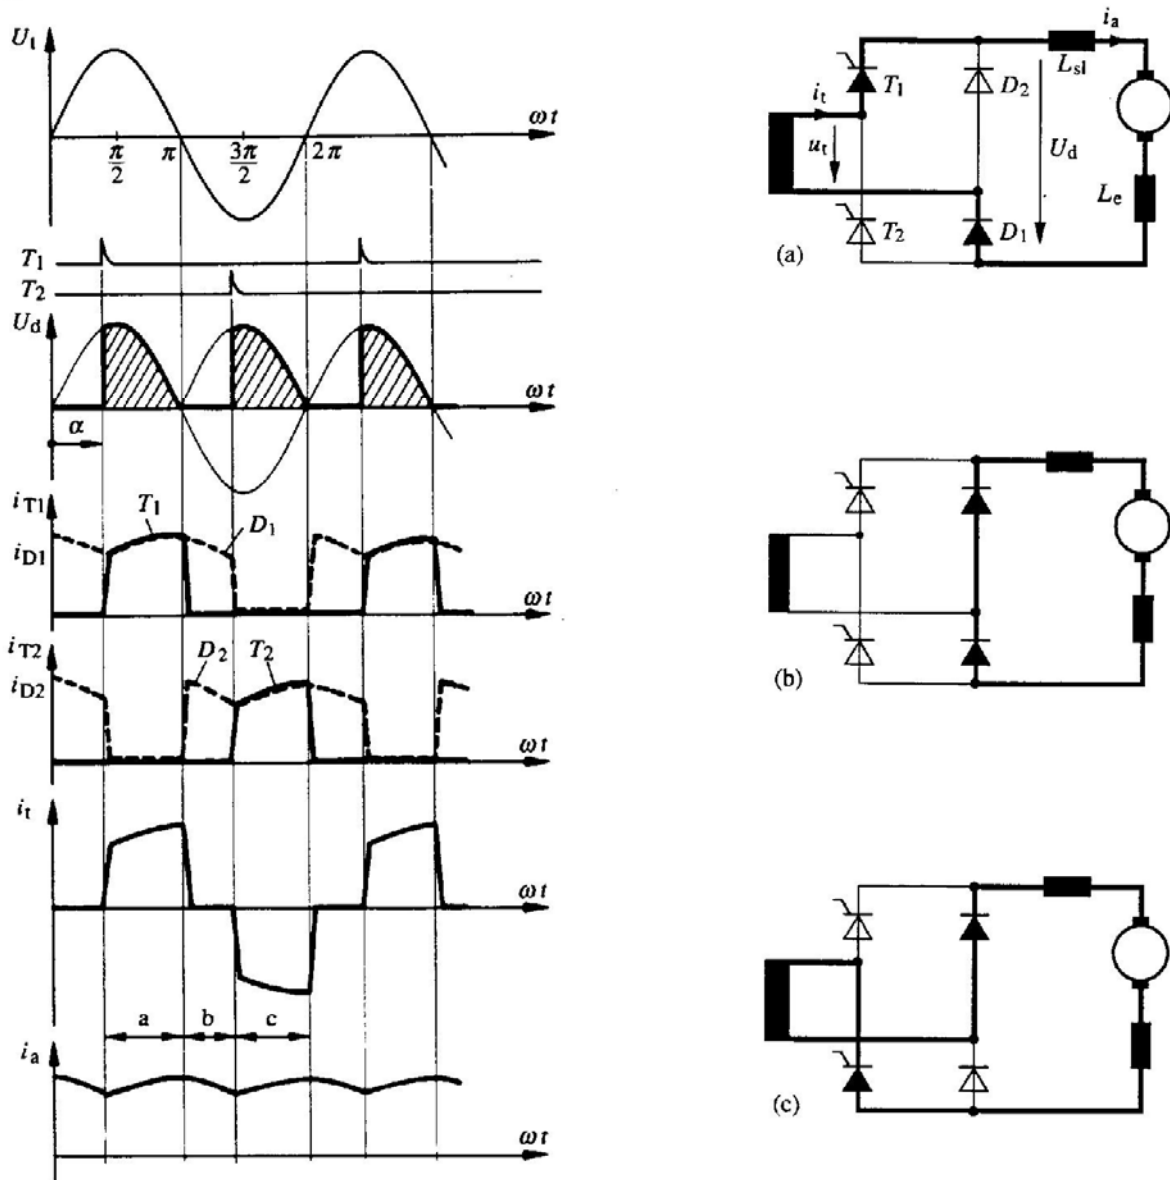 U_t
ωt
π/2 π 3π/2 2π
T_1
T_2
U_d
ωt
α
i_T1
T_1 D_1
i_D1
ωt
i_T2
D_2 T_2
i_D2
ωt
i_t
ωt
a b c
i_a
ωt
i_a
L_sl
T_1 D_2
i_t
u_t
U_d
L_e
T_2 D_1
(a)
(b)
(c)